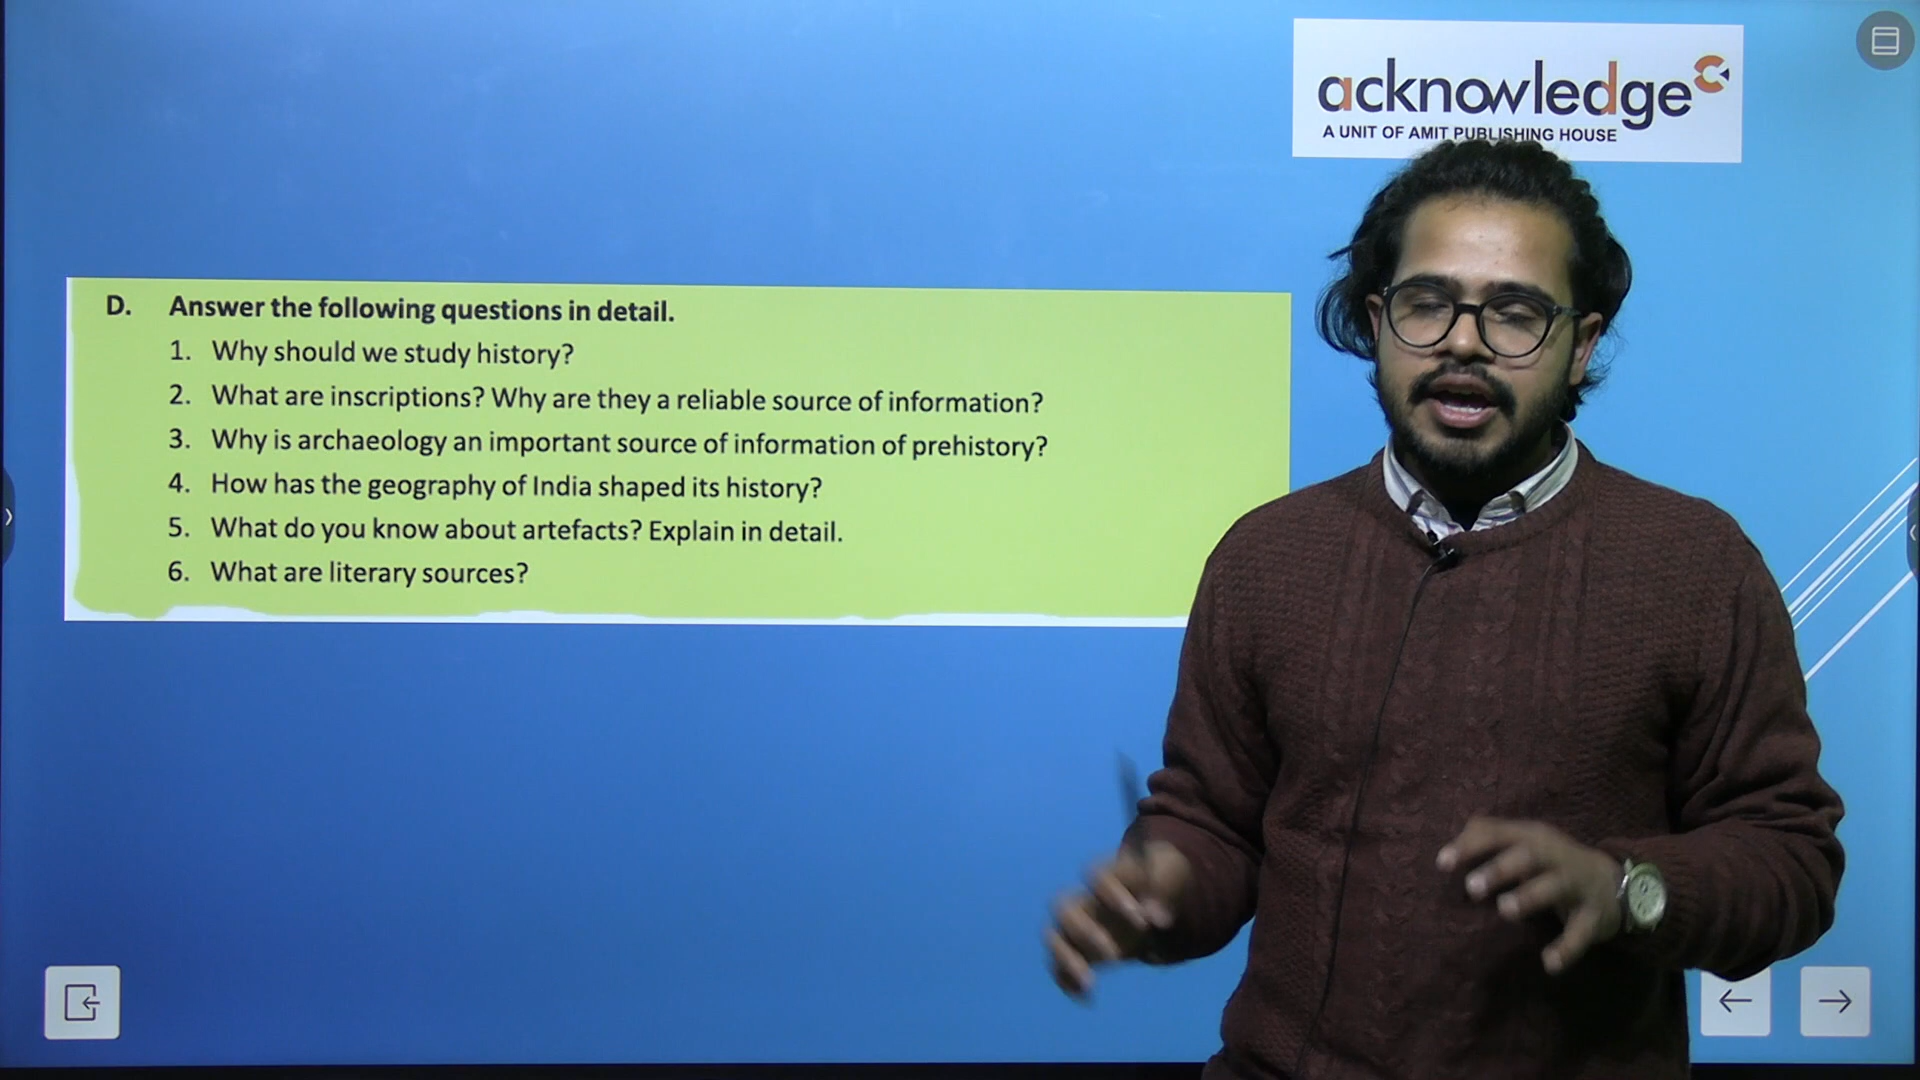 acknowledge
A UNIT OF AMIT PUBLISHING HOUSE
D. Answer the following questions in detail.
1. Why should we study history?
2. What are inscriptions? Why are they a reliable source of information?
3. Why is archaeology an important source of information of prehistory?
4. How has the geography of India shaped its history?
5. What do you know about artefacts? Explain in detail.
6. What are literary sources?